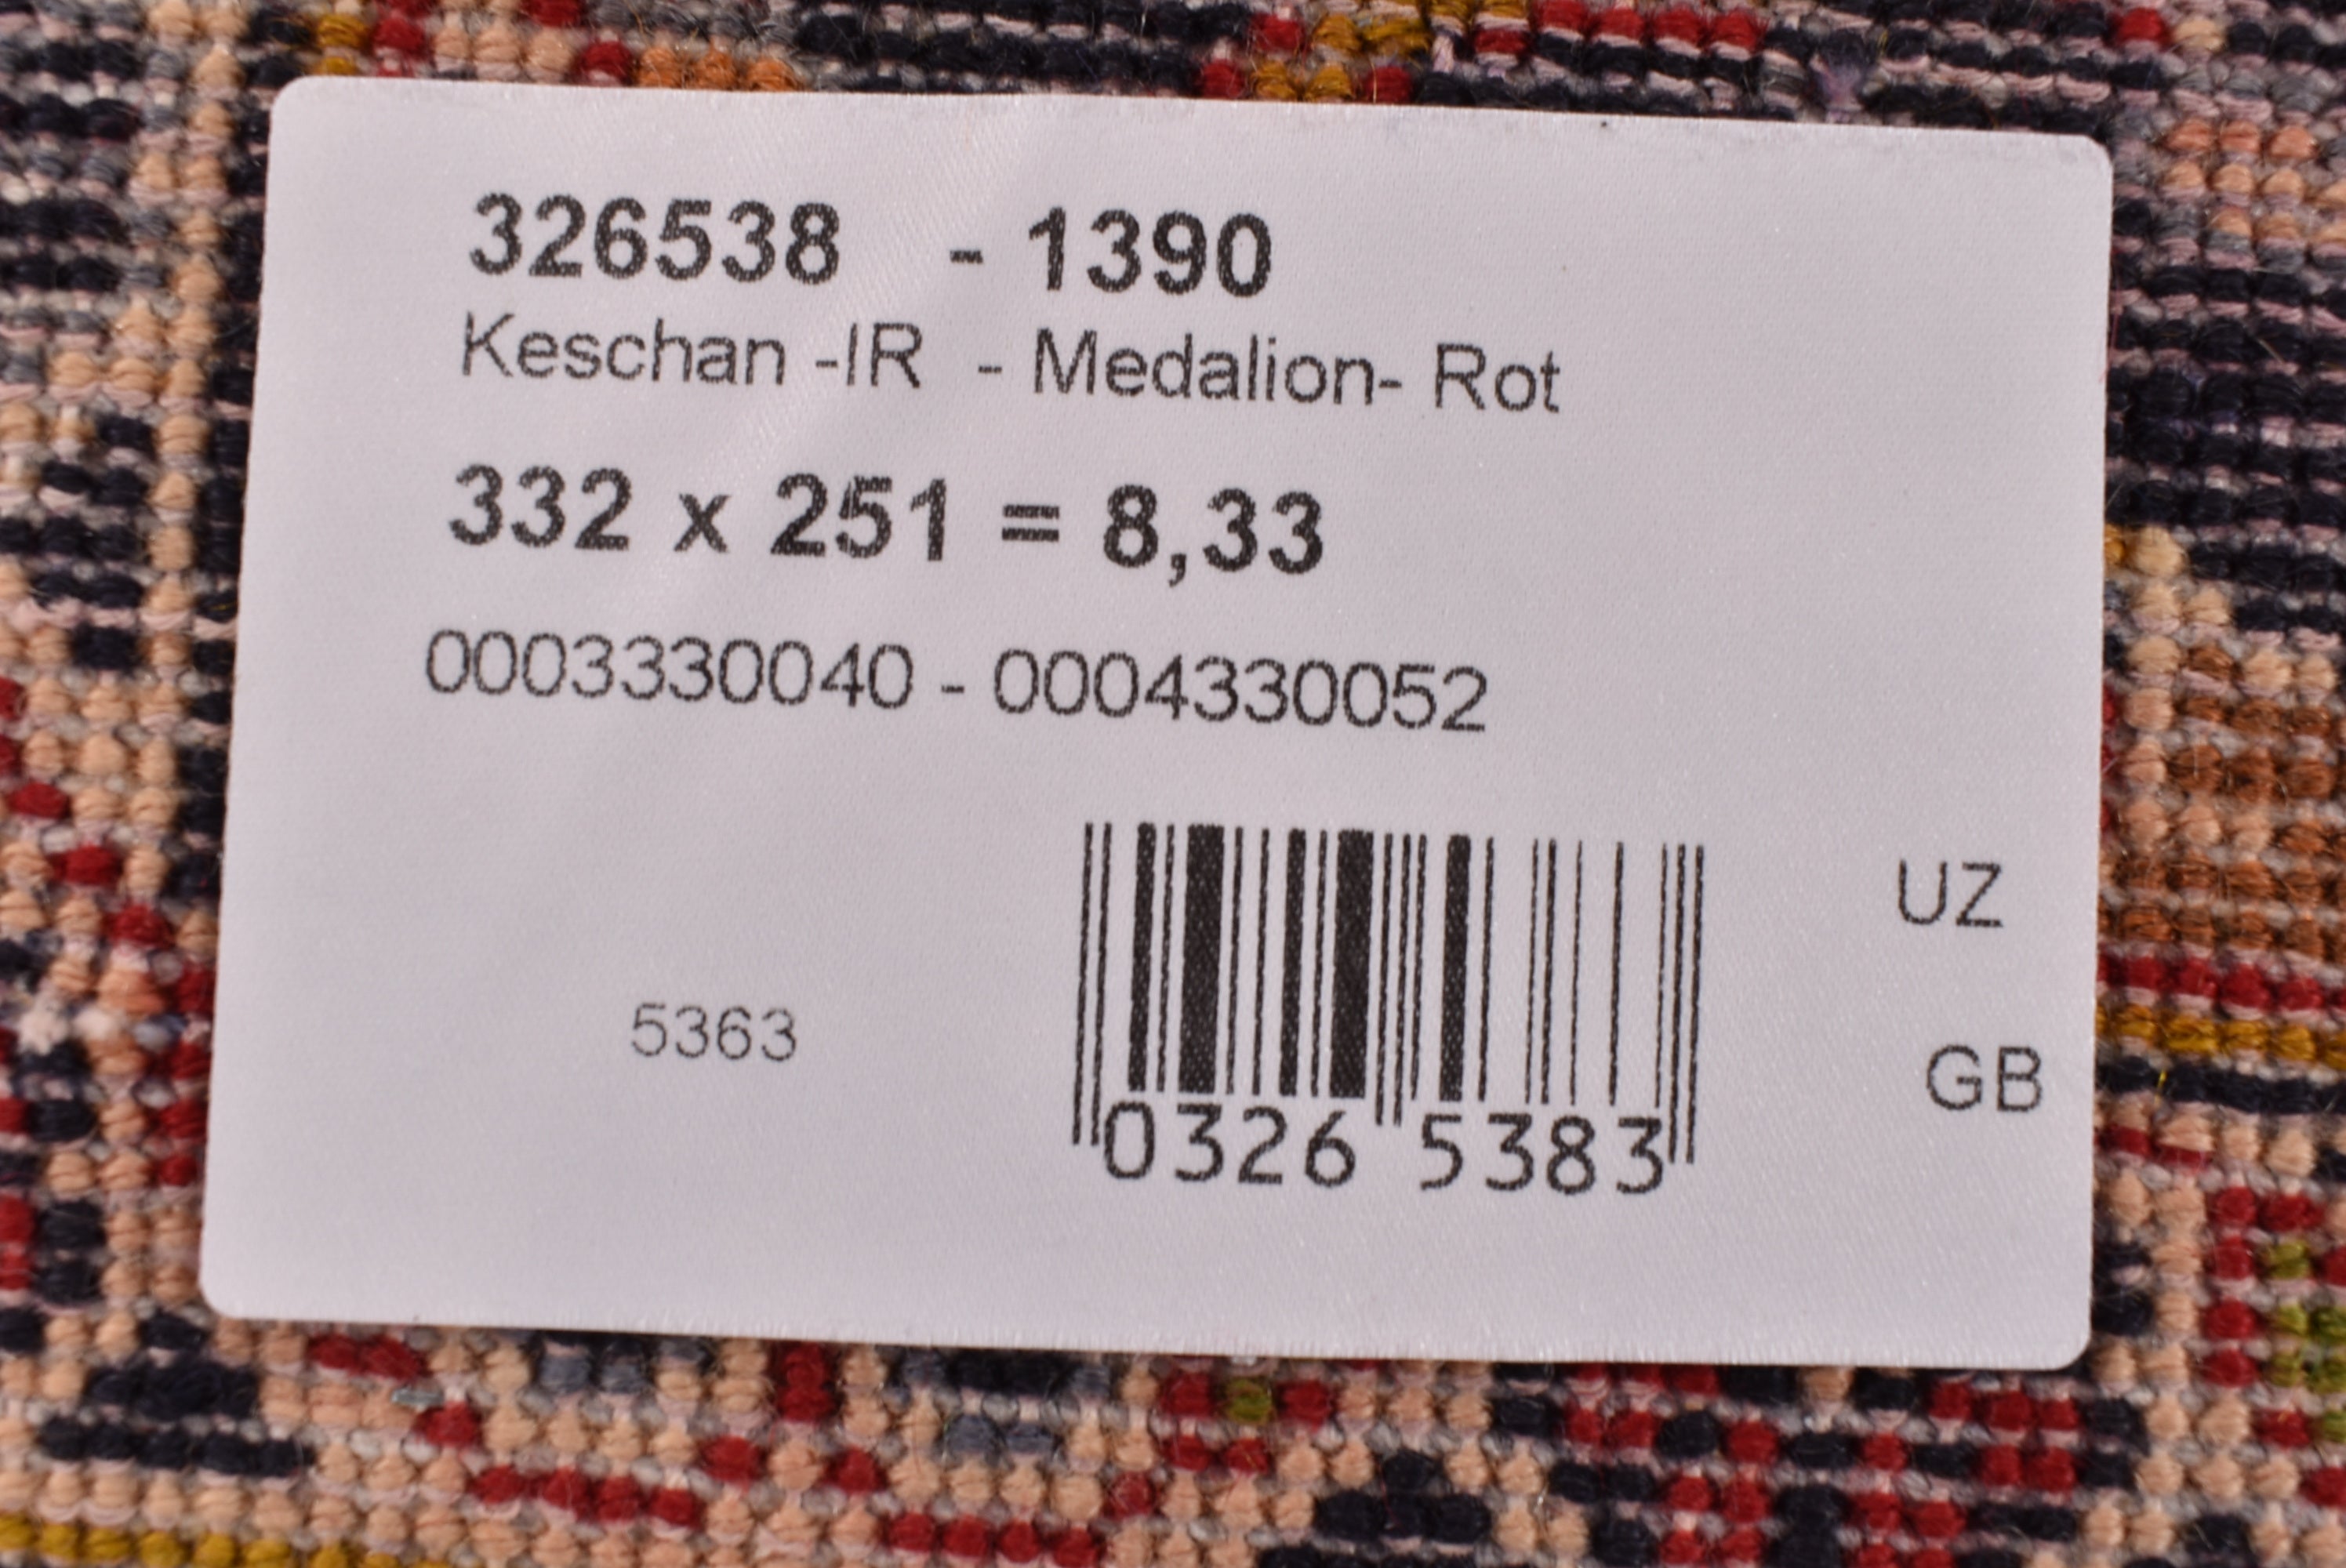 326538 - 1390
Keschan -IR - Medalion- Rot
332 x 251 = 8,33
0003330040 - 0004330052
UZ
5363
GB
0326 5383